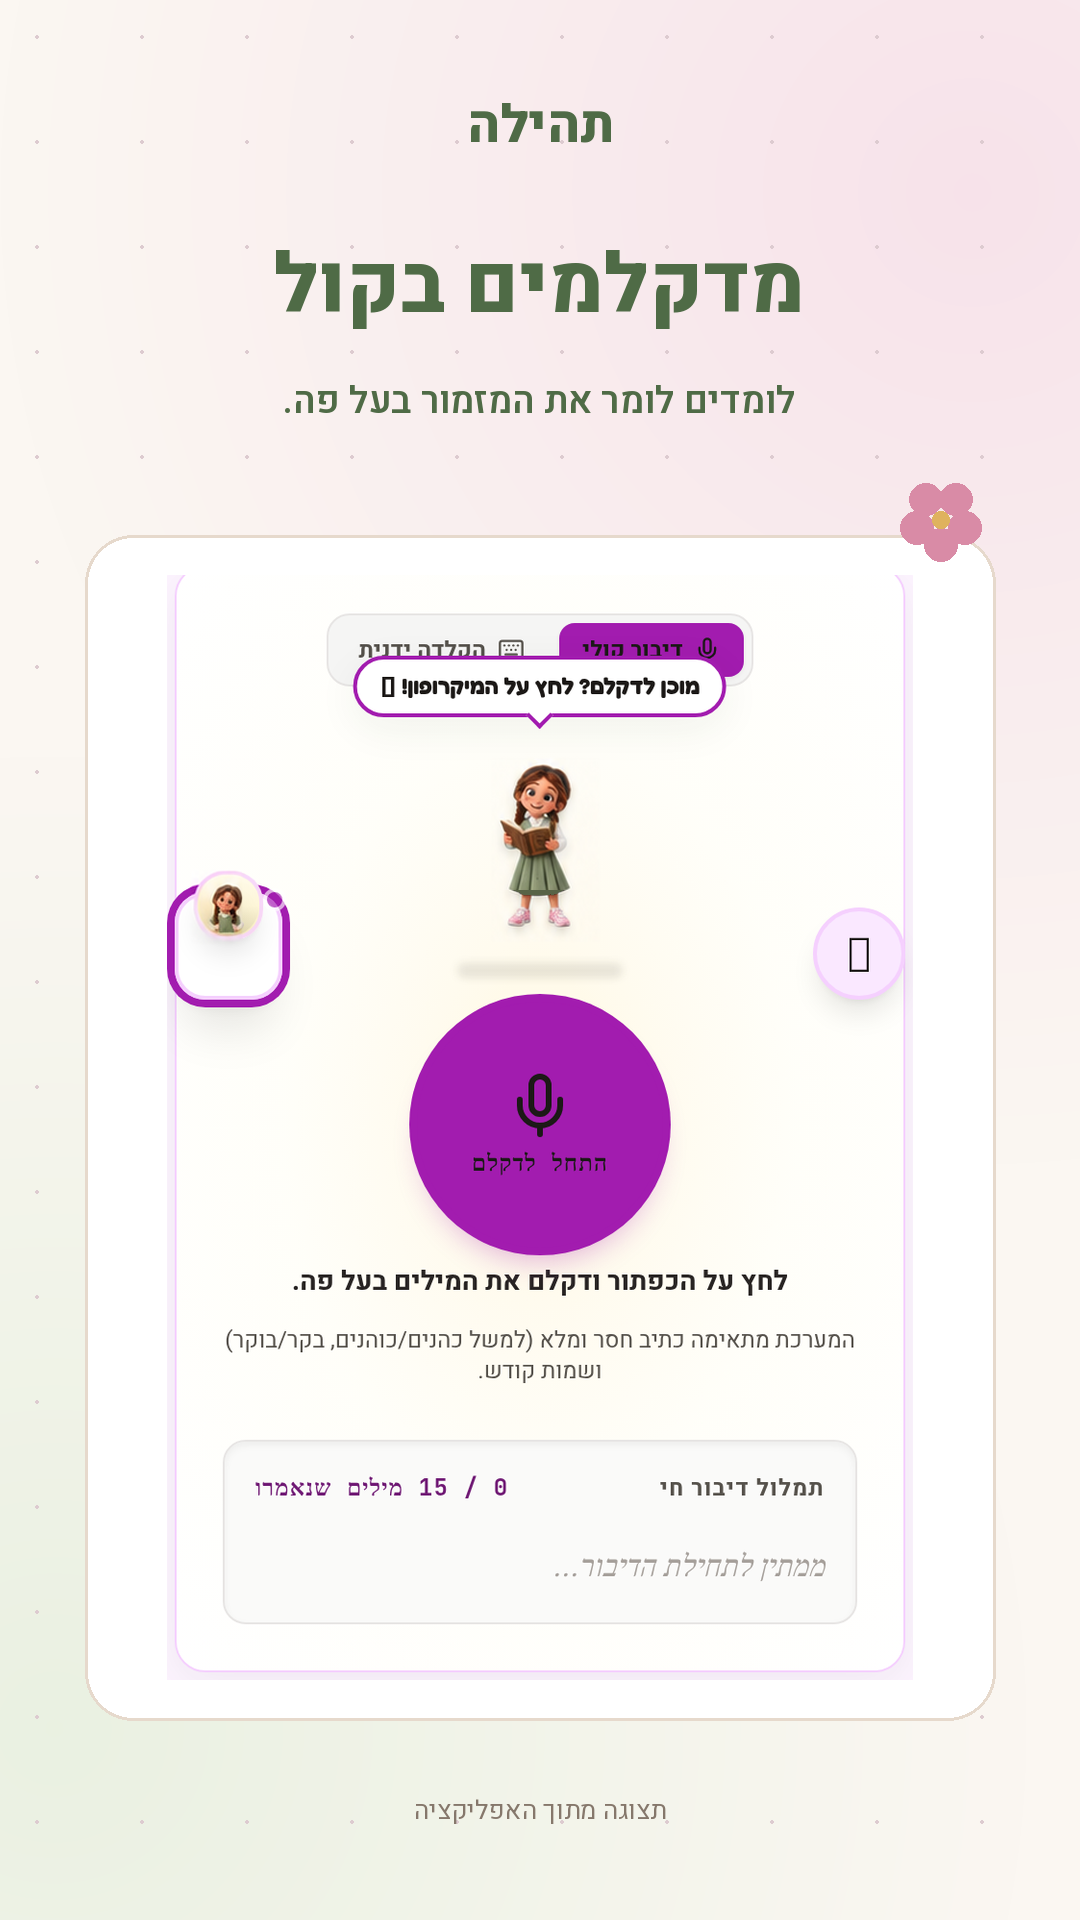 תהילה
מדקלמים בקול
לומדים לומר את המזמור בעל פה.
דיבור קולי
הקלדה ידנית
מוכן לדקלם? לחץ על המיקרופון!
התחל לדקלם
לחץ על הכפתור ודקלם את המילים בעל פה.
המערכת מתאימה כתיב חסר ומלא (למשל כהנים/כוהנים, בקר/בוקר)
ושמות קודש.
תמלול דיבור חי
0 / 15 מילים שנאמרו
ממתין לתחילת הדיבור...
תצוגה מתוך האפליקציה